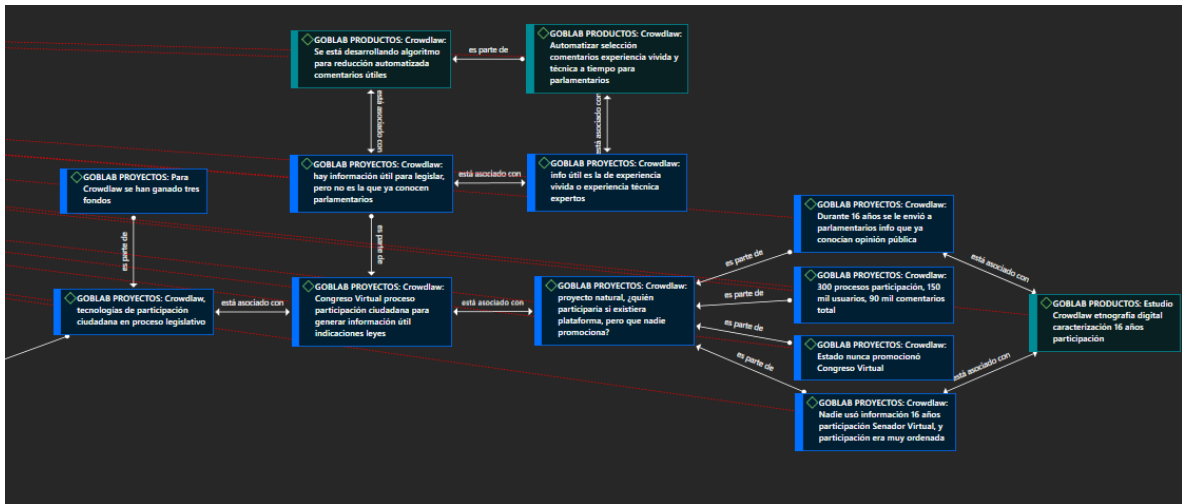 GOBLAB PRODUCTOS: Crowdlaw:
Se está desarrollando algoritmo
para reducción automatizada
comentarios útiles
es parte de
GOBLAB PRODUCTOS: Crowdlaw:
Automatizar selección
comentarios experiencia vivida y
técnica a tiempo para
parlamentarios
está asociado con
está asociado con
GOBLAB PROYECTOS: Para
Crowdlaw se han ganado tres
fondos
GOBLAB PROYECTOS: Crowdlaw:
hay información útil para legislar,
pero no es la que ya conocen
parlamentarios
está asociado con
GOBLAB PROYECTOS: Crowdlaw:
info útil es la de experiencia
vivida o experiencia técnica
expertos
es parte de
es parte de
GOBLAB PROYECTOS: Crowdlaw,
tecnologías de participación
ciudadana en proceso legislativo
está asociado con
GOBLAB PROYECTOS: Crowdlaw:
Congreso Virtual proceso
participación ciudadana para
generar información útil
indicaciones leyes
está asociado con
GOBLAB PROYECTOS: Crowdlaw:
proyecto natural, ¿quién
participaria si existiera
plataforma, pero que nadie
promociona?
es parte de
es parte de
es parte de
es parte de
GOBLAB PROYECTOS: Crowdlaw:
Durante 16 años se le envió a
parlamentarios info que ya
conocían opinión pública
GOBLAB PROYECTOS: Crowdlaw:
300 procesos participación, 150
mil usuarios, 90 mil comentarios
total
GOBLAB PROYECTOS: Crowdlaw:
Estado nunca promocionó
Congreso Virtual
GOBLAB PROYECTOS: Crowdlaw:
Nadie usó información 16 años
participación Senador Virtual, y
participación era muy ordenada
está asociado con
está asociado con
GOBLAB PRODUCTOS: Estudio
Crowdlaw etnografía digital
caracterización 16 años
participación